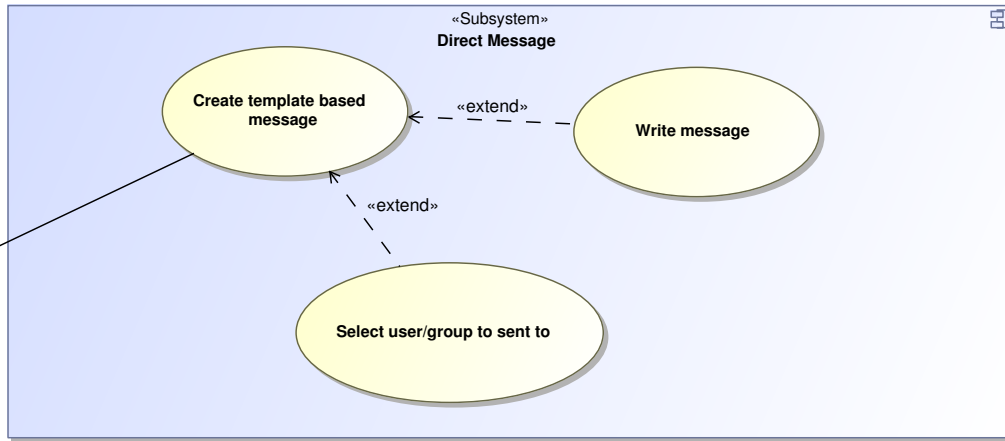 «Subsystem»
Direct Message
Create template based
message
«extend»
Write message
«extend»
Select user/group to sent to